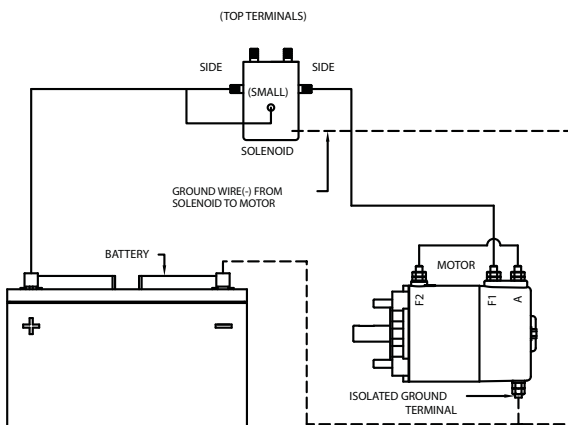 (TOP TERMINALS)
SIDE
SIDE
(SMALL)
SOLENOID
GROUND WIRE(-) FROM
SOLENOID TO MOTOR
BATTERY
MOTOR
F2
F1
A
+
-
ISOLATED GROUND
TERMINAL